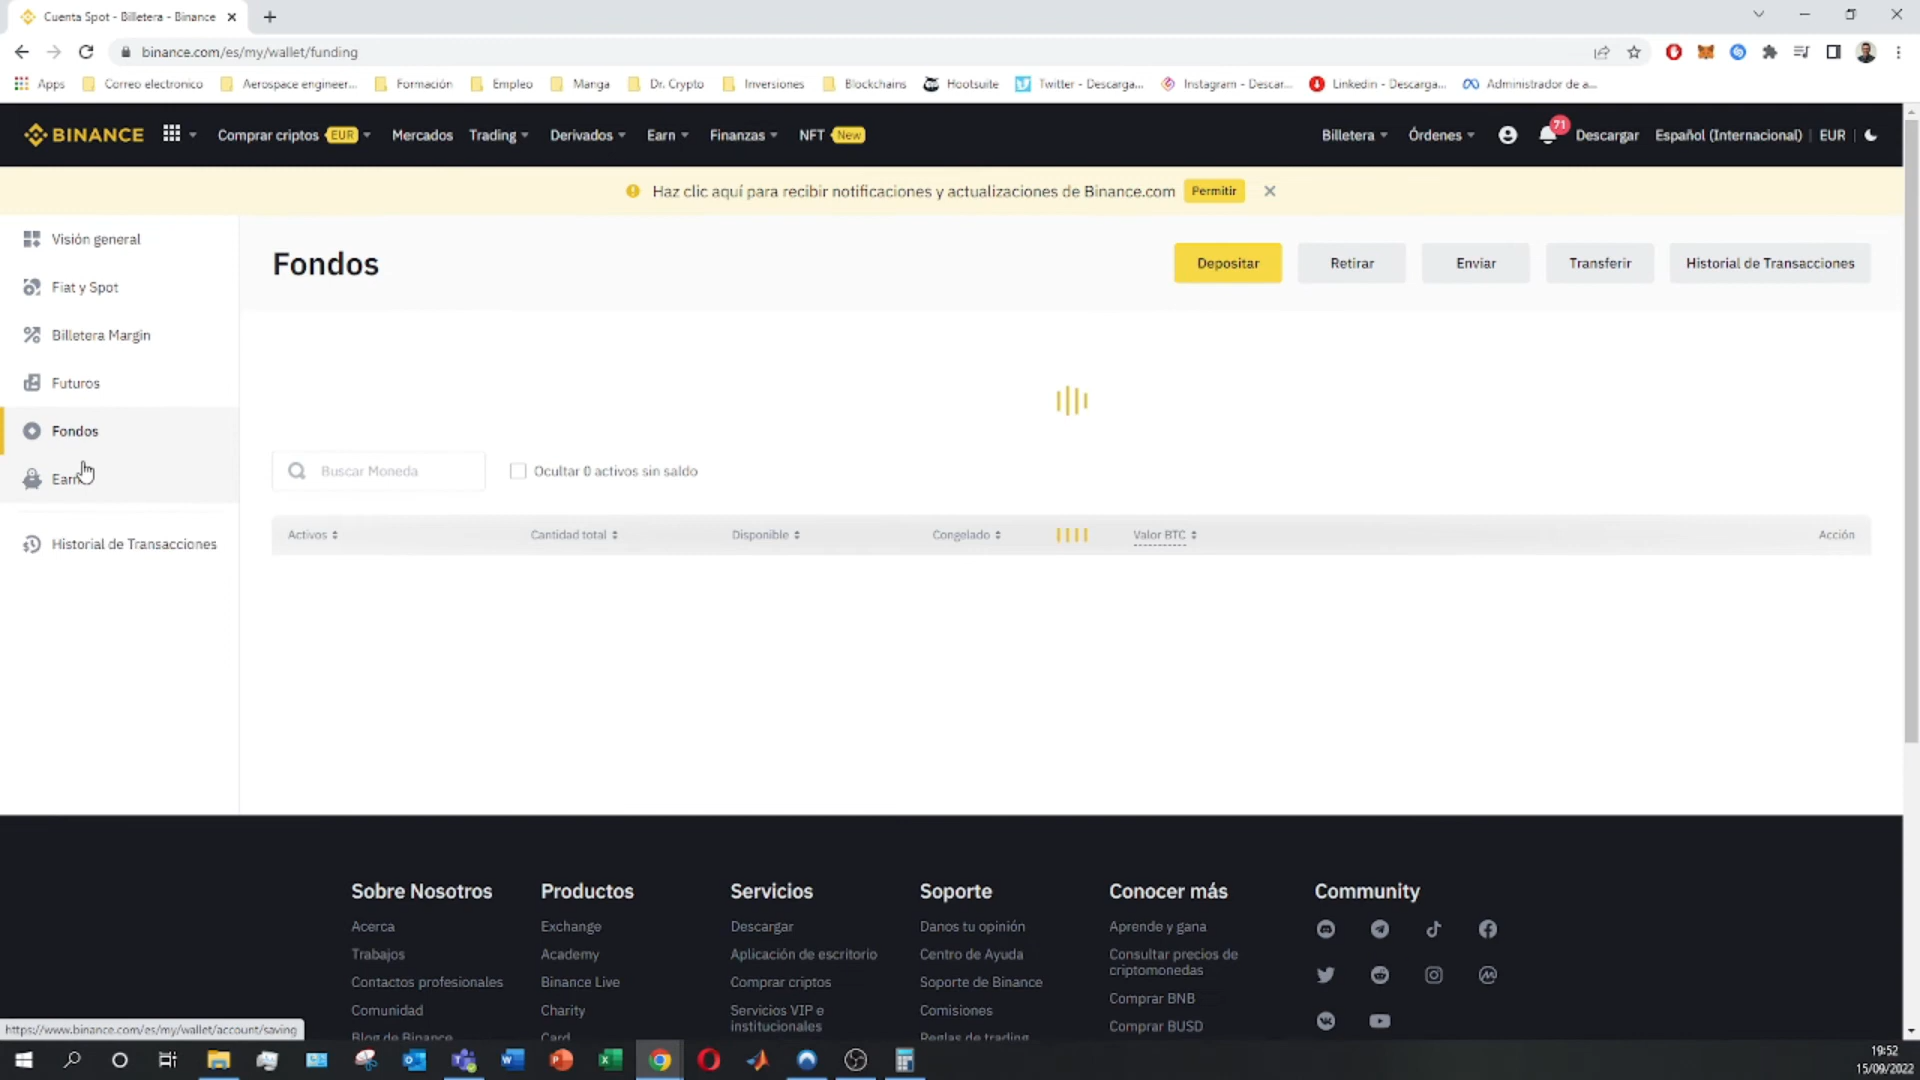 Cuenta Spot - Billetera - Binance
binance.com/es/my/wallet/funding
Apps Correo electronico Aerospace engineer... Formación Empleo Manga Dr. Crypto Inversiones Blockchains Hootsuite Twitter - Descarga... Instagram - Descar... Linkedin - Descarga... Administrador de a...
BINANCE Comprar criptos EUR Mercados Trading Derivados Earn Finanzas NFT New Billetera Órdenes 71 Descargar Español (Internacional) | EUR
Haz clic aquí para recibir notificaciones y actualizaciones de Binance.com Permitir
Visión general
Fiat y Spot
Billetera Margin
Futuros
Fondos
Earn
Historial de Transacciones
Fondos
Depositar Retirar Enviar Transferir Historial de Transacciones
Buscar Moneda Ocultar 0 activos sin saldo
Activos Cantidad total Disponible Congelado Valor BTC Acción
Sobre Nosotros
Acerca
Trabajos
Contactos profesionales
Comunidad
Blog de Binance
Productos
Exchange
Academy
Binance Live
Charity
Card
Servicios
Descargar
Aplicación de escritorio
Comprar criptos
Servicios VIP e
institucionales
Soporte
Danos tu opinión
Centro de Ayuda
Soporte de Binance
Comisiones
Reglas de trading
Conocer más
Aprende y gana
Consultar precios de
criptomonedas
Comprar BNB
Comprar BUSD
Community
https://www.binance.com/es/my/wallet/account/saving
19:52
15/09/2022